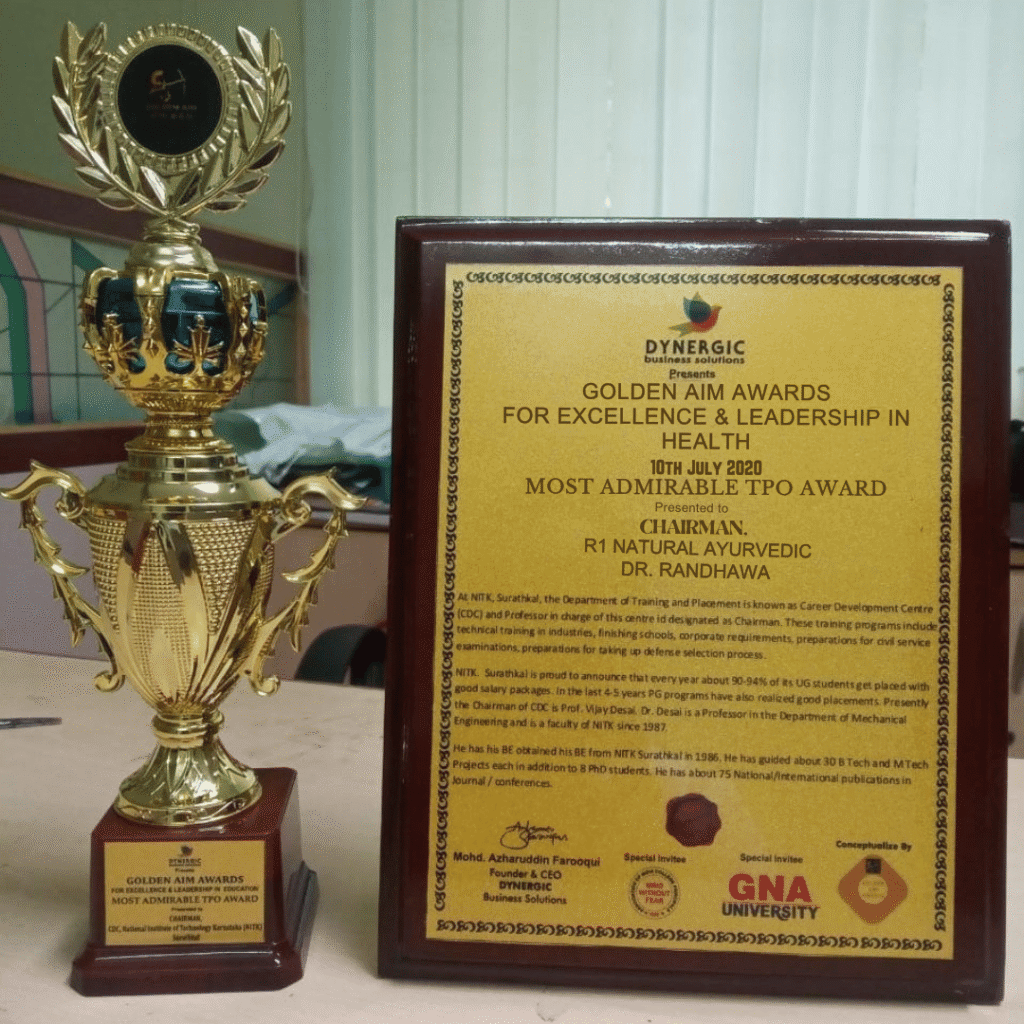 DYNERGIC
business solutions
Presents
GOLDEN AIM AWARDS
FOR EXCELLENCE & LEADERSHIP IN
HEALTH
10TH JULY 2020
MOST ADMIRABLE TPO AWARD
Presented to
CHAIRMAN,
R1 NATURAL AYURVEDIC
DR. RANDHAWA
At NITK, Surathkal, the Department of Training and Placement is known as Career Development Centre
(CDC) and Professor in charge of this centre id designated as Chairman. These training programs include
technical training in industries, finishing schools, corporate requirements, preparations for civil service
examinations, preparations for taking up defense selection process.
NITK. Surathkal is proud to announce that every year about 90-94% of its UG students get placed with
good salary packages. In the last 4-5 years PG programs have also realized good placements. Presently
the Chairman of CDC is Prof. Vijay Desai. Dr. Desai is a Professor in the Department of Mechanical
Engineering and is a faculty of NITK since 1987.
He has his BE obtained his BE from NITK Surathkal in 1986. He has guided about 30 B Tech and M Tech
Projects each in addition to 8 PhD students. He has about 75 National/International publications in
Journal / conferences.
Mohd. Azharuddin Farooqui
Founder & CEO
DYNERGIC
Business Solutions
Special Invitee
MIND
WITHOUT
FEAR
Special Invitee
GNA
UNIVERSITY
Conceptualize By
DYNERGIC
Presents
GOLDEN AIM AWARDS
FOR EXCELLENCE & LEADERSHIP IN EDUCATION
MOST ADMIRABLE TPO AWARD
Presented to
CHAIRMAN,
CDC, National Institute of Technology Karnataka (NITK)
Surathkal